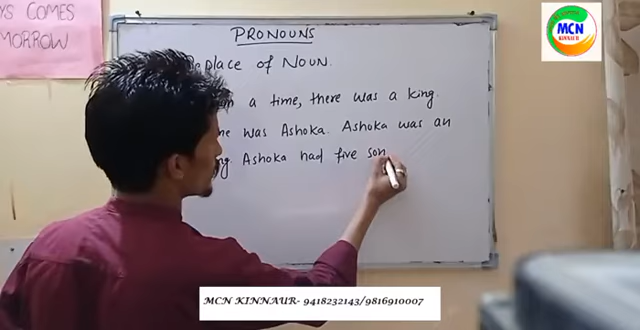 YS COMES
MORROW
PRONOUNS
place of NOUN.
a time, there was a king.
was Ashoka. Ashoka was an
Ashoka had five son
MCN
KINNAUR
MCN KINNAUR- 9418232143/9816910007